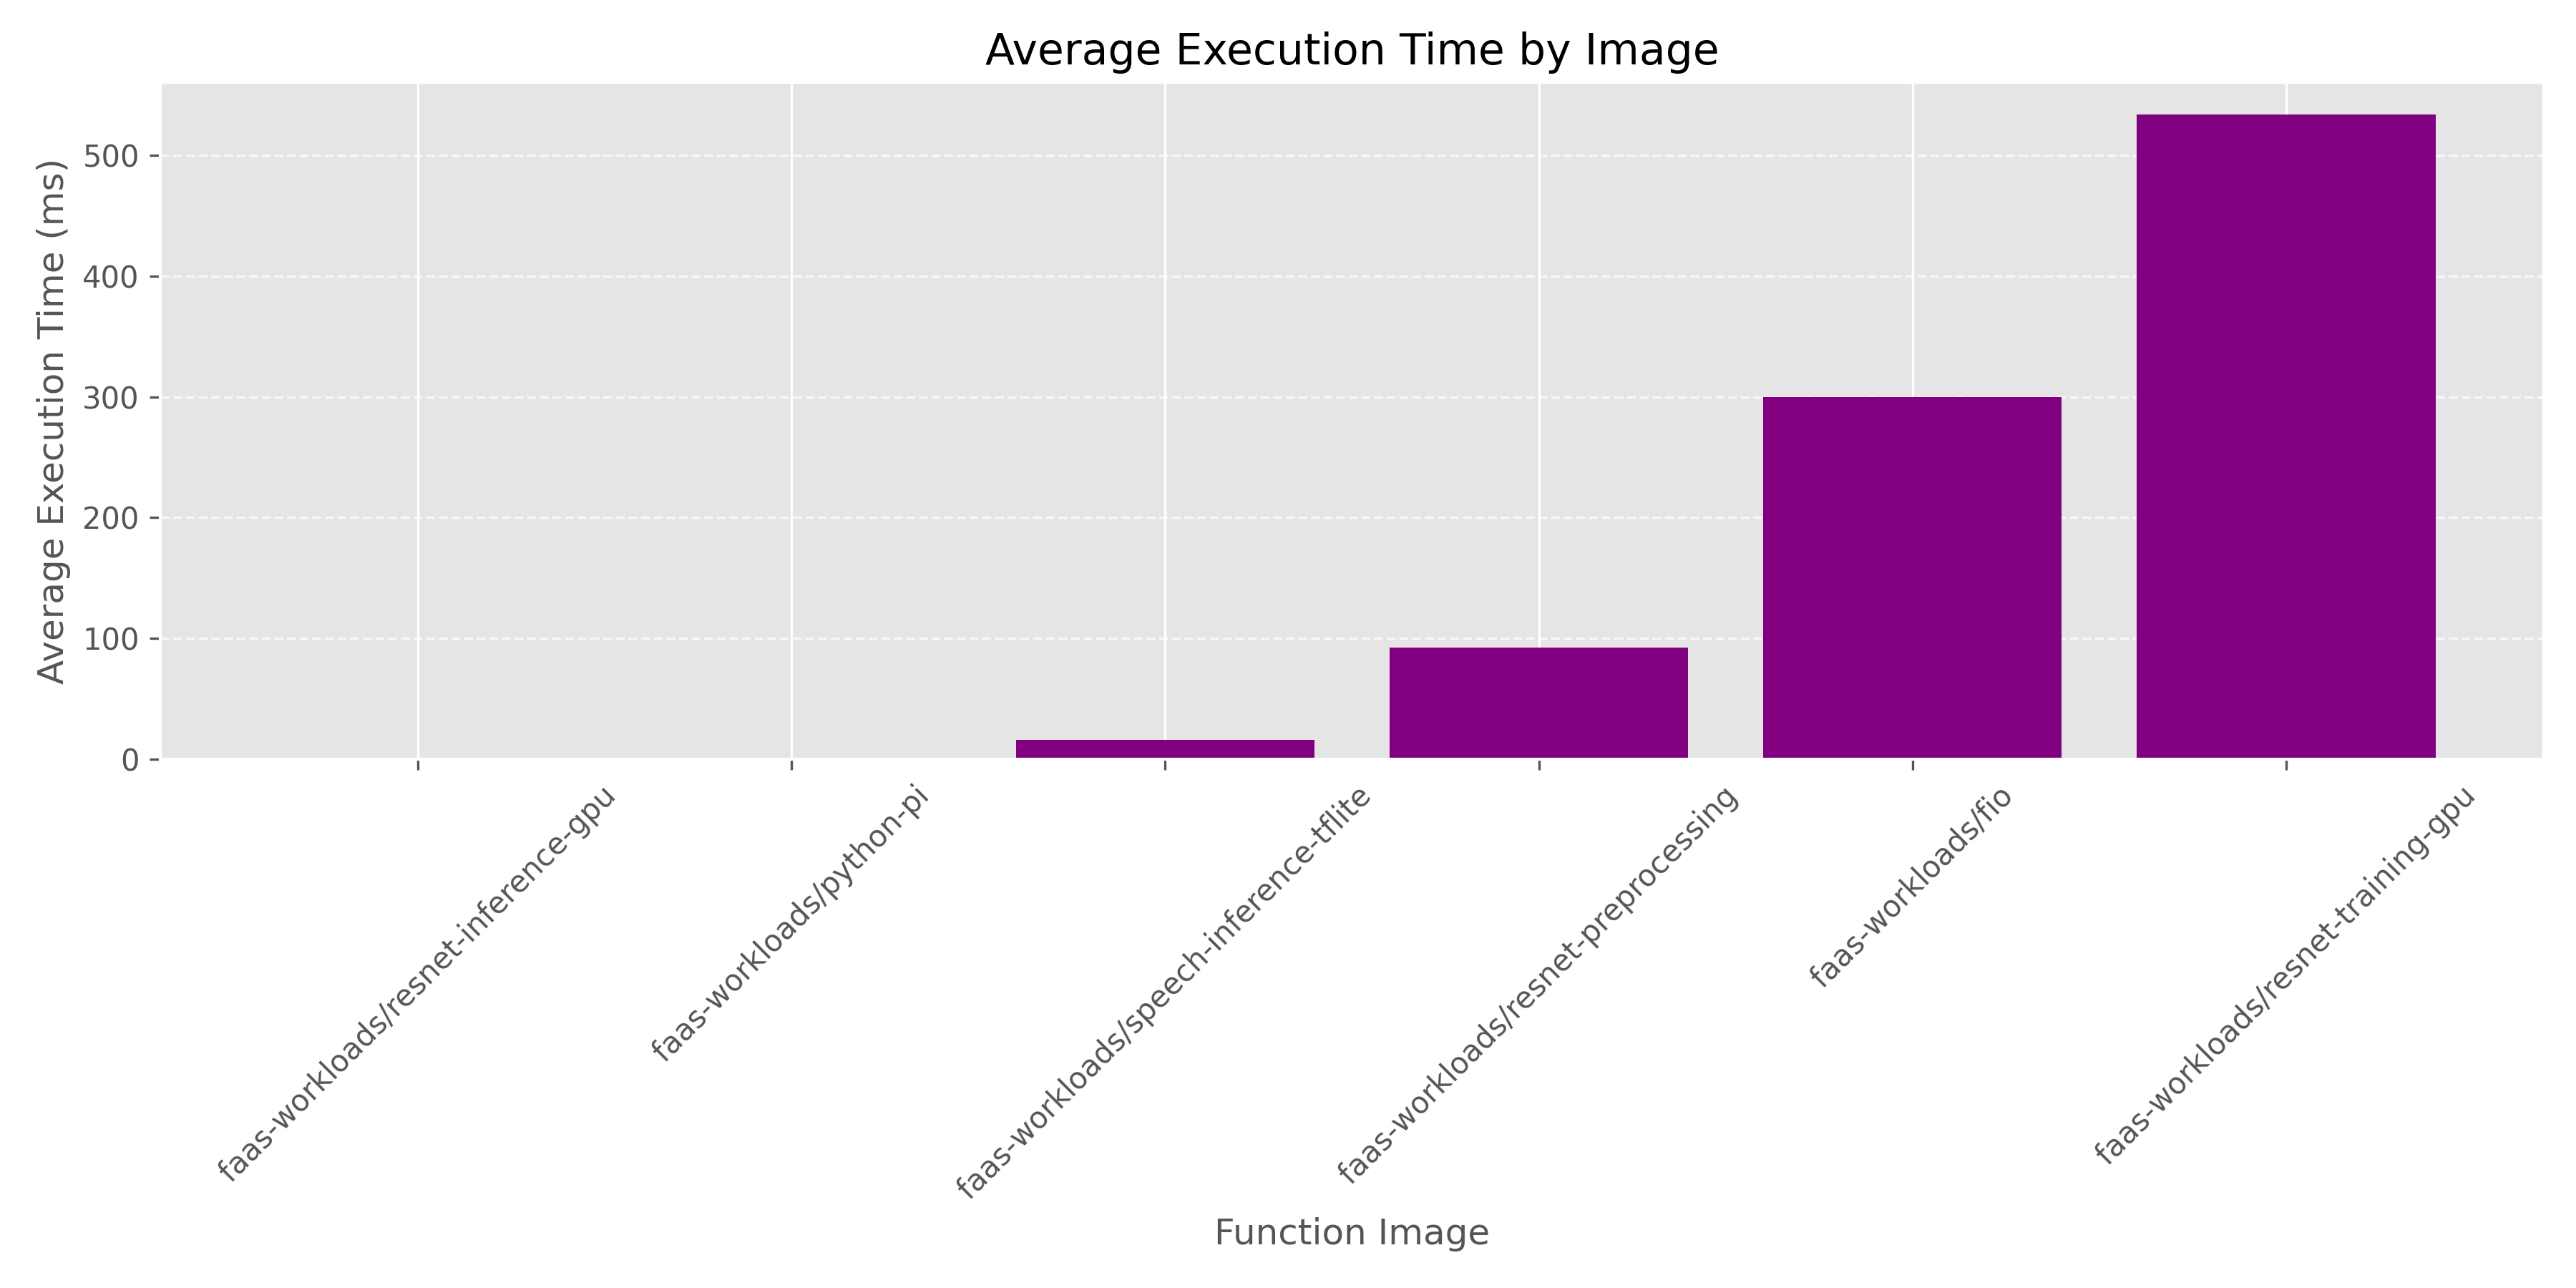 Average Execution Time by Image
Average Execution Time (ms)
500
400
300
200
100
0
faas-workloads/resnet-inference-gpu
faas-workloads/python-pi
faas-workloads/speech-inference-tflite
faas-workloads/resnet-preprocessing
faas-workloads/fio
faas-workloads/resnet-training-gpu
Function Image